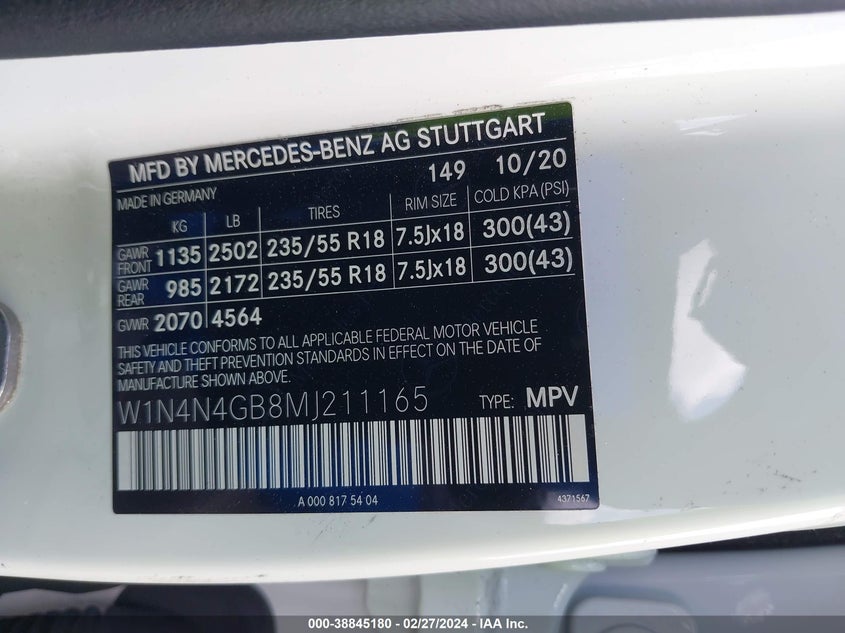 MFD BY MERCEDES-BENZ AG STUTTGART
149 10/20
MADE IN GERMANY
KG LB TIRES RIM SIZE COLD KPA (PSI)
GAWR FRONT 1135 2502 235/55 R18 7.5Jx18 300(43)
GAWR REAR 985 2172 235/55 R18 7.5Jx18 300(43)
GVWR 2070 4564
THIS VEHICLE CONFORMS TO ALL APPLICABLE FEDERAL MOTOR VEHICLE
SAFETY AND THEFT PREVENTION STANDARDS IN EFFECT ON THE DATE OF
MANUFACTURE SHOWN ABOVE.
W1N4N4GB8MJ211165 TYPE: MPV
A 000 817 54 04 4371567
000-38845180 - 02/27/2024 - IAA Inc.